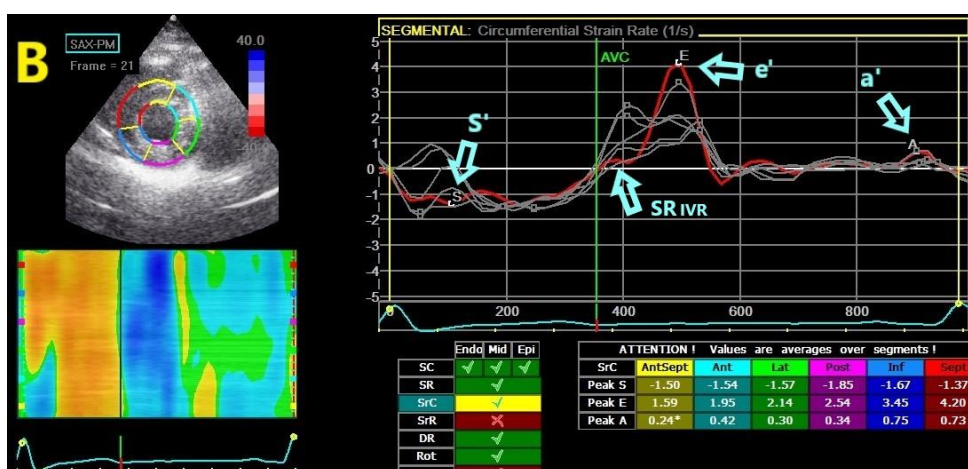 B
SAX-PM
Frame = 21
40.0
-40.0
SEGMENTAL: Circumferential Strain Rate (1/s)
AVC
E
e'
a'
S'
A
S
SR IVR
5
4
3
2
1
0
-1
-2
-3
-4
-5
0 200 400 600 800
Endo Mid Epi
SC
SR
SrC
SrR
DR
Rot
ATTENTION ! Values are averages over segments !
SrC AntSept Ant Lat Post Inf Sept
Peak S -1.50 -1.54 -1.57 -1.85 -1.67 -1.37
Peak E 1.59 1.95 2.14 2.54 3.45 4.20
Peak A 0.24* 0.42 0.30 0.34 0.75 0.73